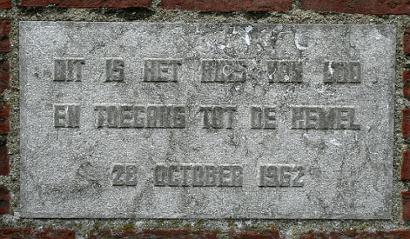 DIT IS HET HUIS VAN GOD
EN TOEGANG TOT DE HEMEL
28 OCTOBER 1962